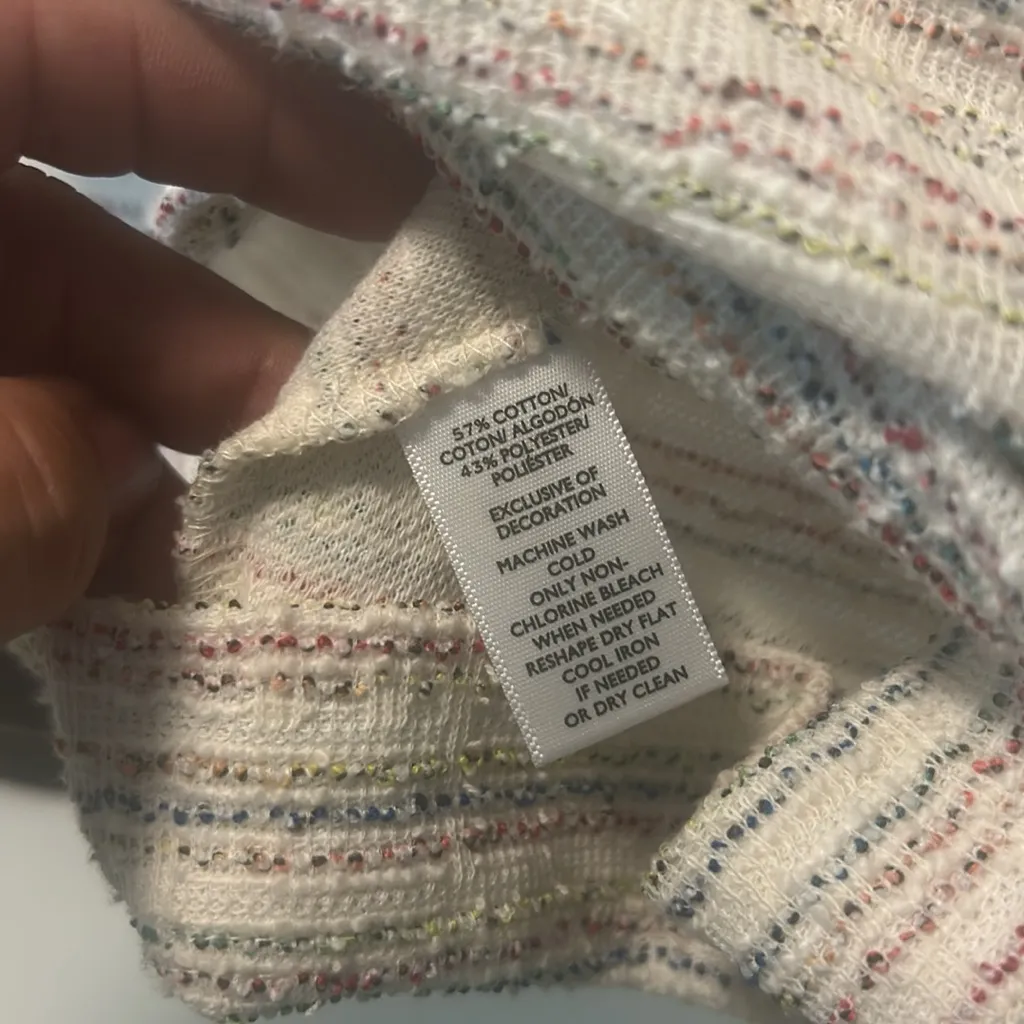 57% COTTON/
COTON/ ALGODÓN
43% POLYESTER/
POLIÉSTER
EXCLUSIVE OF
DECORATION
MACHINE WASH
COLD
ONLY NON-
CHLORINE BLEACH
WHEN NEEDED
RESHAPE DRY FLAT
COOL IRON
IF NEEDED
OR DRY CLEAN